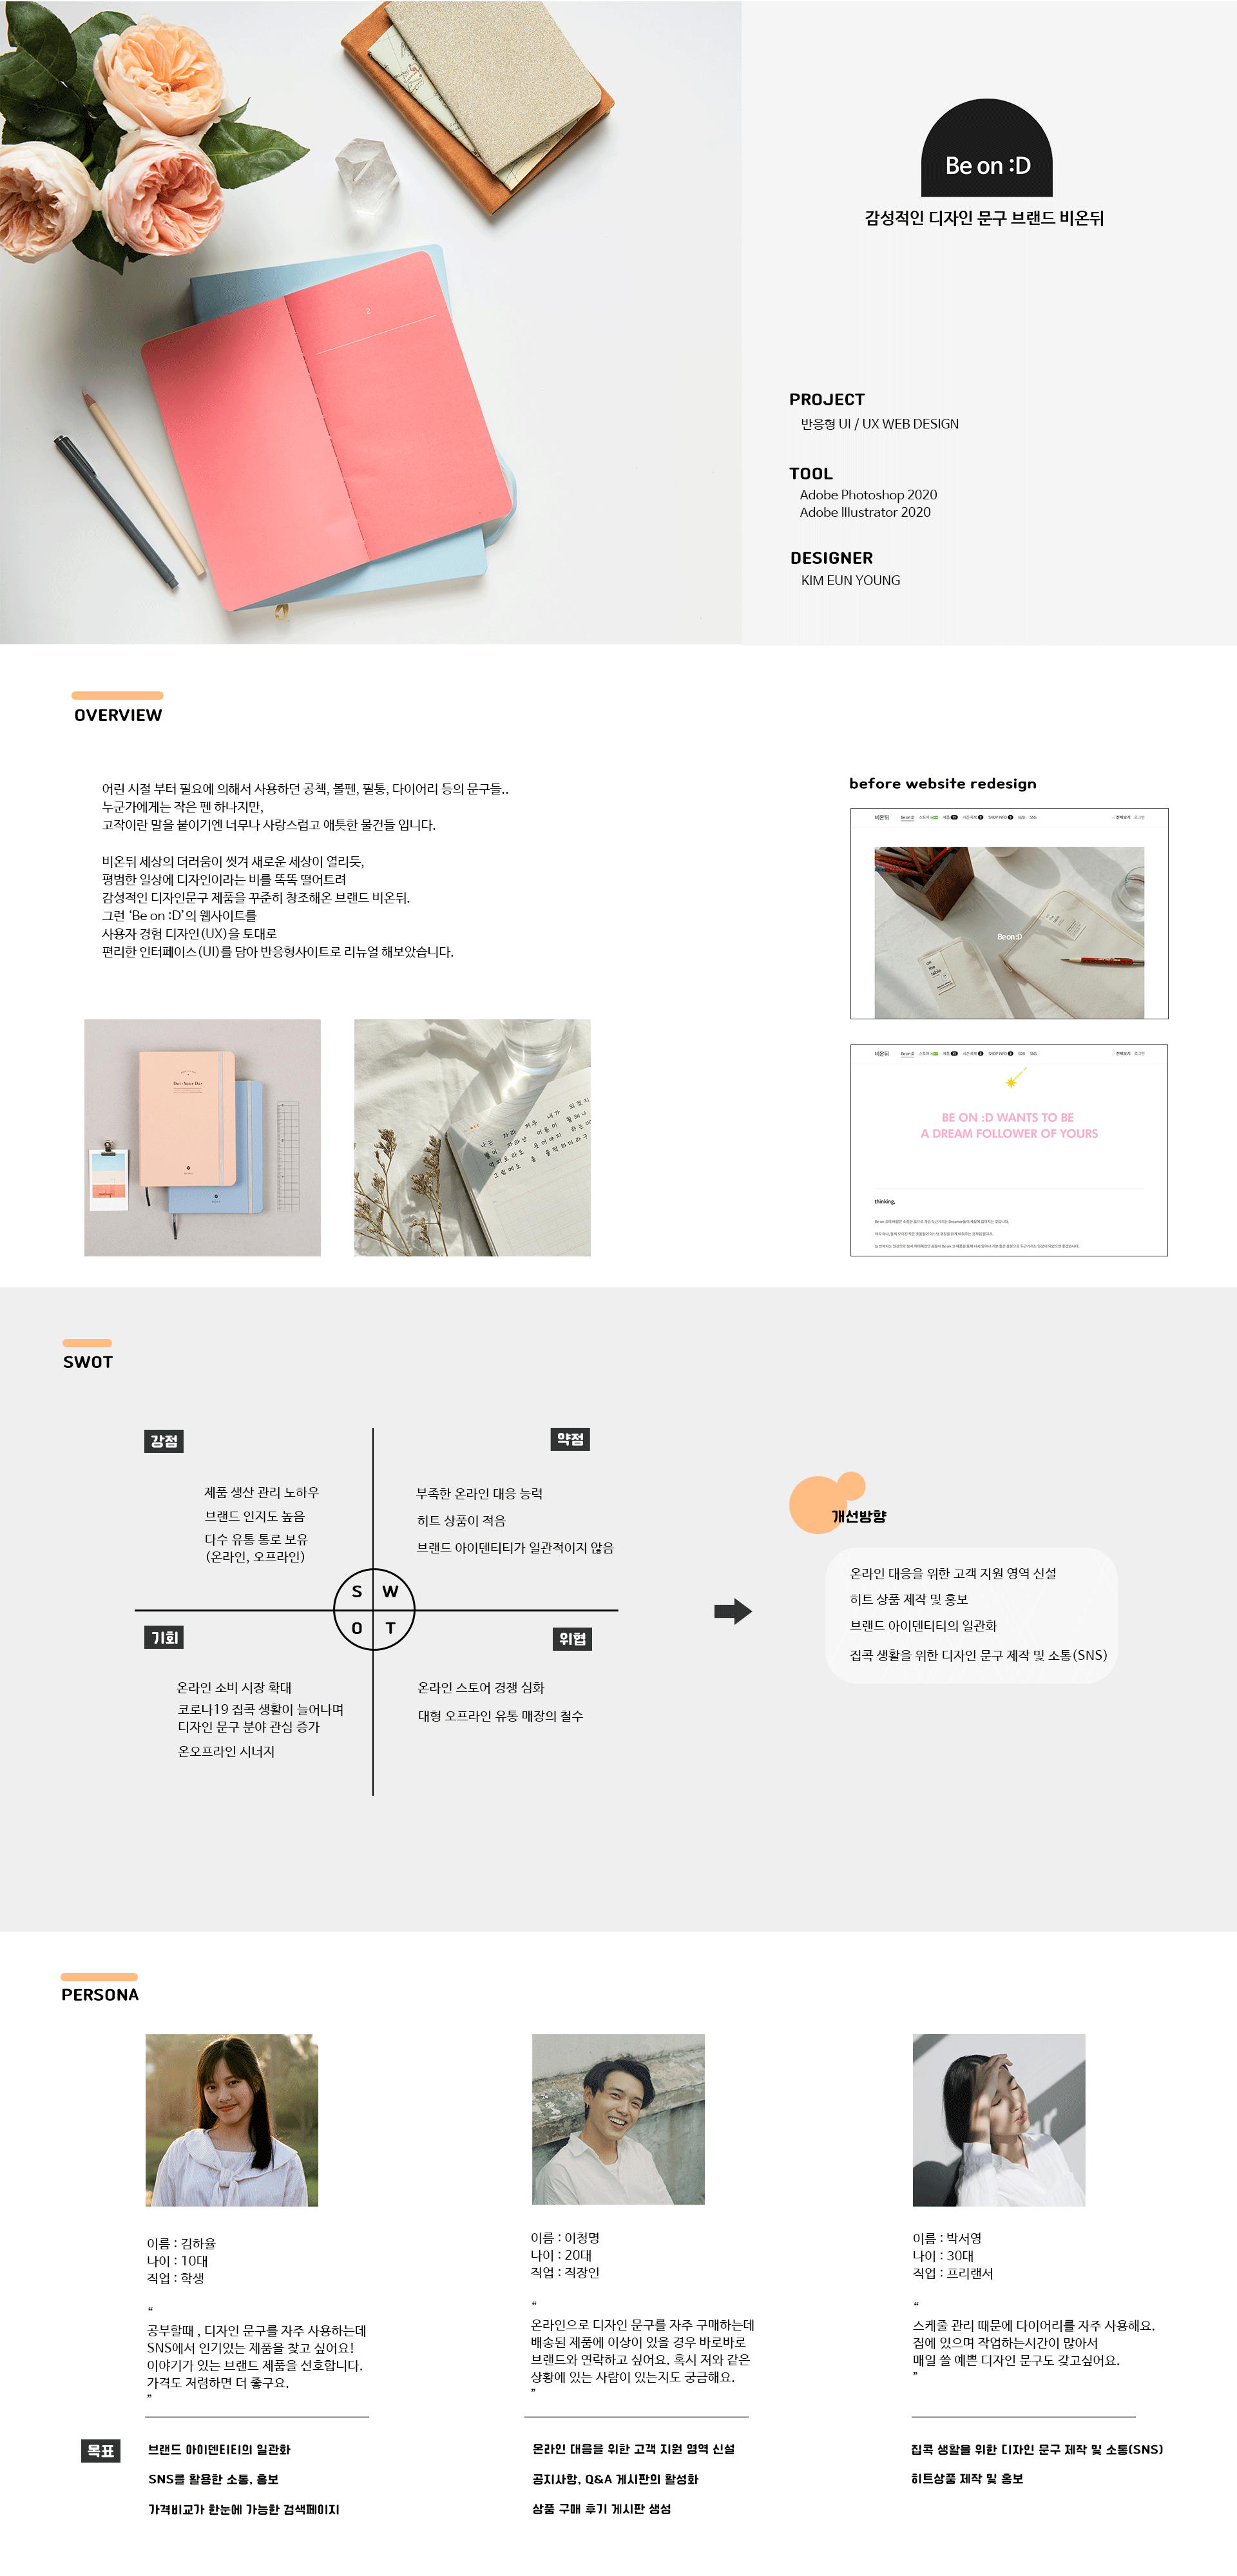 Be on :D
감성적인 디자인 문구 브랜드 비온뒤
2
PROJECT
반응형 UI / UX WEB DESIGN
TOOL
Adobe Photoshop 2020
Adobe Illustrator 2020
DESIGNER
KIM EUN YOUNG
OVERVIEW
어린 시절 부터 필요에 의해서 사용하던 공책, 볼펜, 필통, 다이어리 등의 문구들..
누군가에게는 작은 펜 하나지만,
고작이란 말을 붙이기엔 너무나 사랑스럽고 애틋한 물건들 입니다.
비온뒤 세상의 더러움이 씻겨 새로운 세상이 열리듯,
평범한 일상에 디자인이라는 비를 똑똑 떨어트려
감성적인 디자인문구 제품을 꾸준히 창조해온 브랜드 비온뒤.
그런 ‘Be on :D’의 웹사이트를
사용자 경험 디자인(UX)을 토대로
편리한 인터페이스(UI)를 담아 반응형사이트로 리뉴얼 해보았습니다.
Dot-Your Day
before website redesign
비온뒤 Be on:D 제품 SHOP INFO B2B SNS 로그인
Be on :D
on
the
table
비온뒤 Be on:D 제품 SHOP INFO B2B SNS 로그인
BE ON :D WANTS TO BE
A DREAM FOLLOWER OF YOURS
thinking,
SWOT
강점
제품 생산 관리 노하우
브랜드 인지도 높음
다수 유통 통로 보유
(온라인, 오프라인)
약점
부족한 온라인 대응 능력
히트 상품이 적음
브랜드 아이덴티티가 일관적이지 않음
S W
O T
기회
온라인 소비 시장 확대
코로나19 집콕 생활이 늘어나며
디자인 문구 분야 관심 증가
온오프라인 시너지
위협
온라인 스토어 경쟁 심화
대형 오프라인 유통 매장의 철수
개선방향
온라인 대응을 위한 고객 지원 영역 신설
히트 상품 제작 및 홍보
브랜드 아이덴티티의 일관화
집콕 생활을 위한 디자인 문구 제작 및 소통(SNS)
PERSONA
이름 : 김하율
나이 : 10대
직업 : 학생
“
공부할때 , 디자인 문구를 자주 사용하는데
SNS에서 인기있는 제품을 찾고 싶어요!
이야기가 있는 브랜드 제품을 선호합니다.
가격도 저렴하면 더 좋구요.
”
이름 : 이청명
나이 : 20대
직업 : 직장인
“
온라인으로 디자인 문구를 자주 구매하는데
배송된 제품에 이상이 있을 경우 바로바로
브랜드와 연락하고 싶어요. 혹시 저와 같은
상황에 있는 사람이 있는지도 궁금해요.
”
이름 : 박서영
나이 : 30대
직업 : 프리랜서
“
스케줄 관리 때문에 다이어리를 자주 사용해요.
집에 있으며 작업하는시간이 많아서
매일 쓸 예쁜 디자인 문구도 갖고싶어요.
”
목표
브랜드 아이덴티티의 일관화
SNS를 활용한 소통, 홍보
가격비교가 한눈에 가능한 검색페이지
온라인 대응을 위한 고객 지원 영역 신설
공지사항, Q&A 게시판의 활성화
상품 구매 후기 게시판 생성
집콕 생활을 위한 디자인 문구 제작 및 소통(SNS)
히트상품 제작 및 홍보